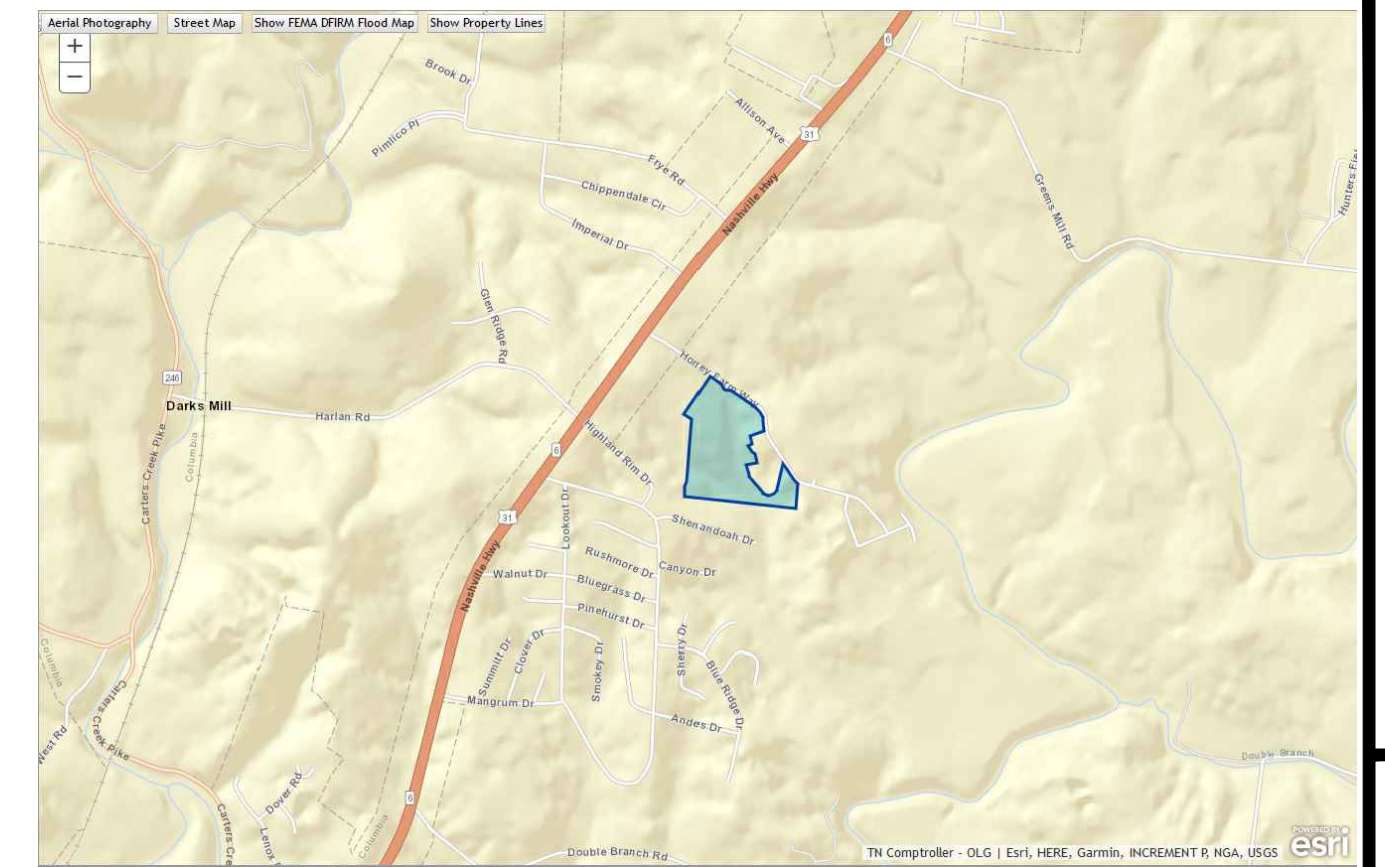 Aerial Photography Street Map Show FEMA DFIRM Flood Map Show Property Lines
+
−
6
Brook Dr
Allison Ave
31
Pimlico Pl
Frye Rd
Chippendale Cir
Nashville Hwy
Greens Mill Rd
Imperial Dr
Glen Ridge Rd
246
Darks Mill
Harlan Rd
Columbia
Carters Creek Pike
Highland Rim Dr
6
31
Lookout Dr
Shenandoah Dr
Nashville Hwy
Walnut Dr
Rushmore Dr
Canyon Dr
Bluegrass Dr
Pinehurst Dr
Summitt Dr
Clover Dr
Smokey Dr
Sherry Dr
Blue Ridge Dr
Mangrum Dr
Andes Dr
Columbia
Carters Creek Pike
West Rd
Dover Rd
6
Columbia
Double Branch
Double Branch Rd
TN Comptroller - OLG | Esri, HERE, Garmin, INCREMENT P, NGA, USGS
POWERED BY
esri